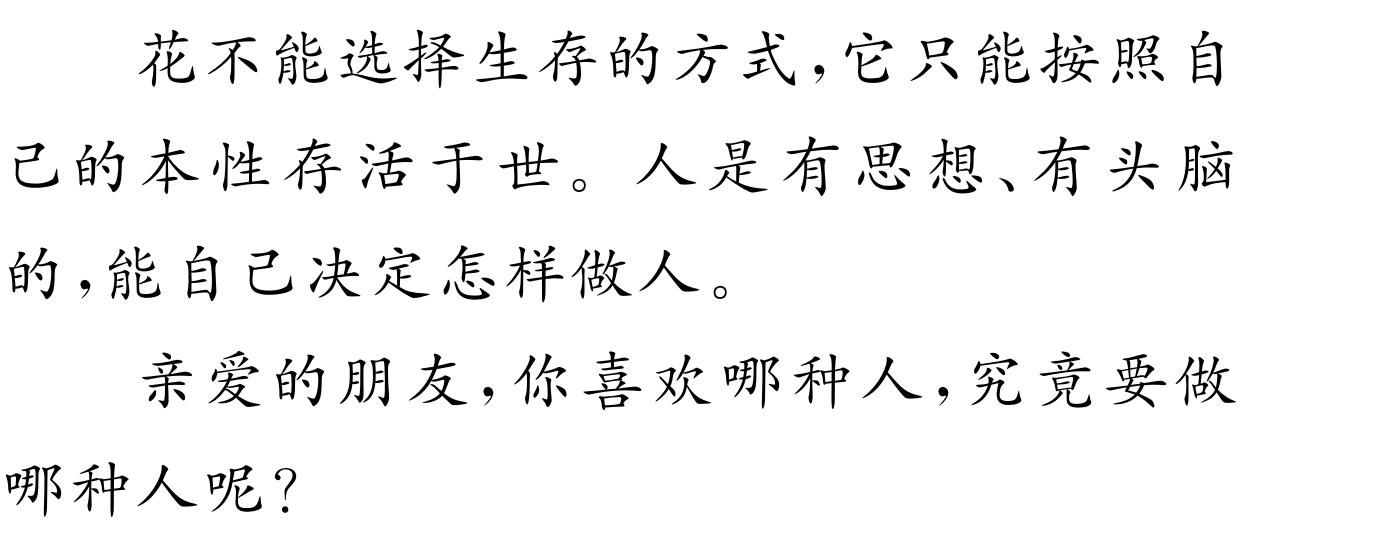 花不能选择生存的方式,它只能按照自
己的本性存活于世。人是有思想、有头脑
的,能自己决定怎样做人。
亲爱的朋友,你喜欢哪种人,究竟要做
哪种人呢?